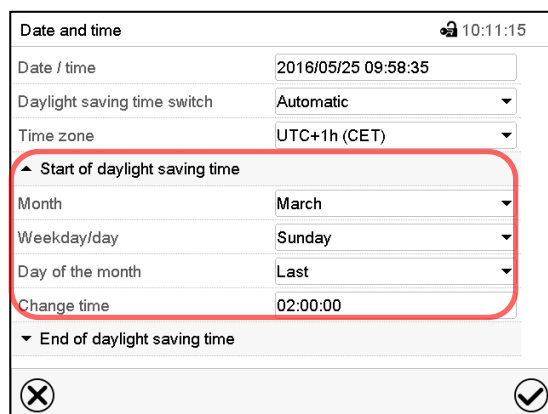 Date and time 10:11:15
Date / time 2016/05/25 09:58:35
Daylight saving time switch Automatic
Time zone UTC+1h (CET)
Start of daylight saving time
Month March
Weekday/day Sunday
Day of the month Last
Change time 02:00:00
End of daylight saving time